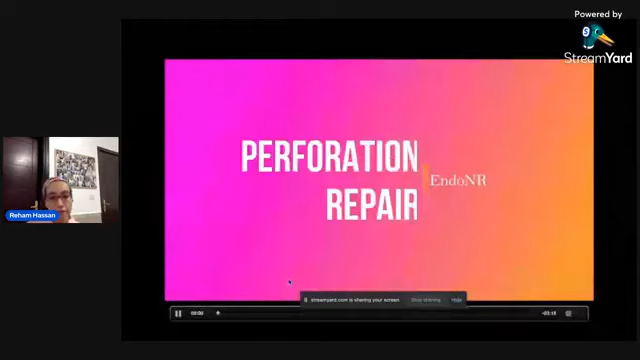 Powered by
StreamYard
PERFORATION
REPAIR
EndoNR
Reham Hassan
streamyard.com is sharing your screen.
Stop sharing
Hide
00:00
-03:15